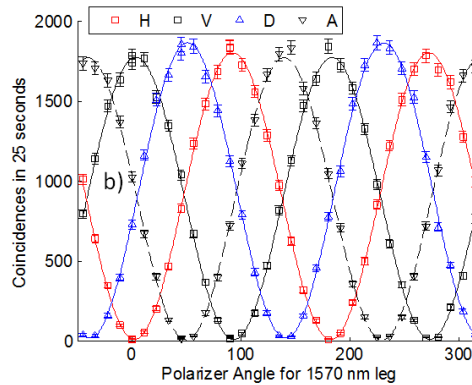 H V D A
2000
1500
1000
500
0
b)
Coincidences in 25 seconds
0 100 200 300
Polarizer Angle for 1570 nm leg